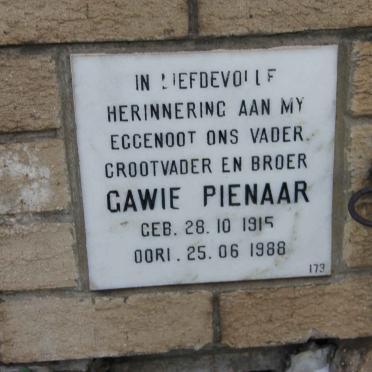 IN LIEFDEVOLLE
HERINNERING AAN MY
EGGENOOT ONS VADER
GROOTVADER EN BROER
GAWIE PIENAAR
GEB. 28.10 1915
OORL. 25.06 1988
173